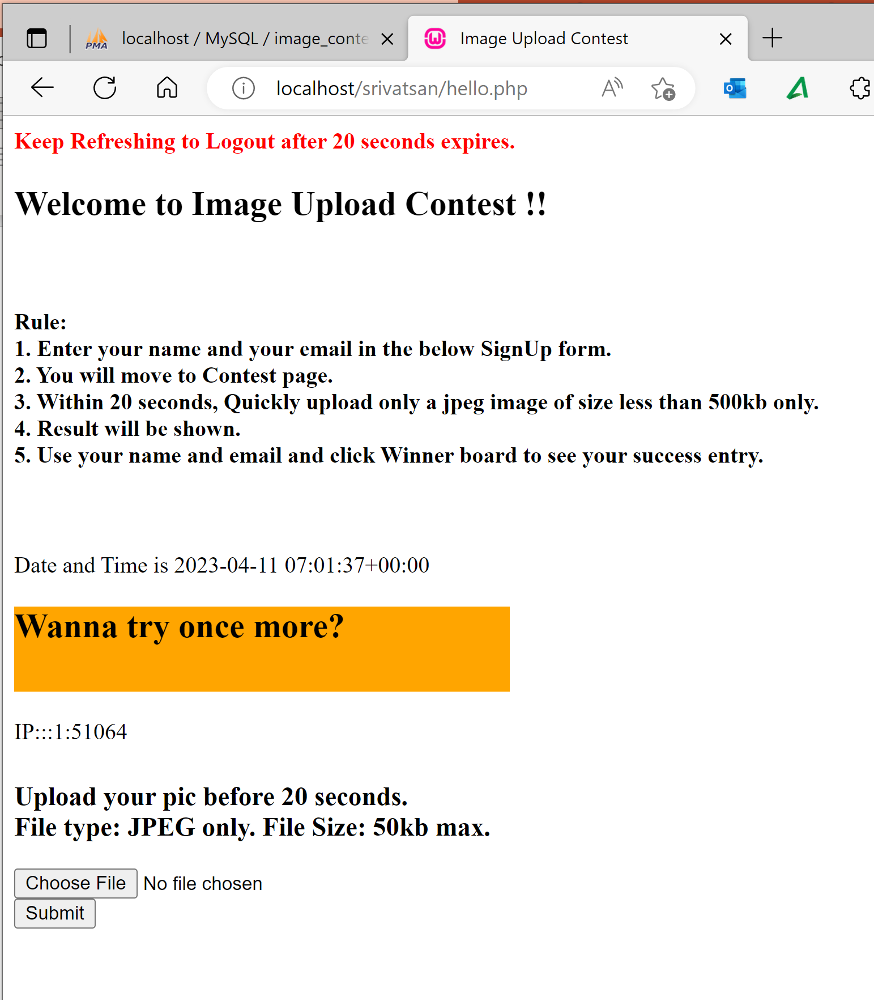 PMA
localhost / MySQL / image_conte
Image Upload Contest
localhost/srivatsan/hello.php
Keep Refreshing to Logout after 20 seconds expires.
Welcome to Image Upload Contest !!
Rule:
1. Enter your name and your email in the below SignUp form.
2. You will move to Contest page.
3. Within 20 seconds, Quickly upload only a jpeg image of size less than 500kb only.
4. Result will be shown.
5. Use your name and email and click Winner board to see your success entry.
Date and Time is 2023-04-11 07:01:37+00:00
Wanna try once more?
IP:::1:51064
Upload your pic before 20 seconds.
File type: JPEG only. File Size: 50kb max.
Choose File No file chosen
Submit